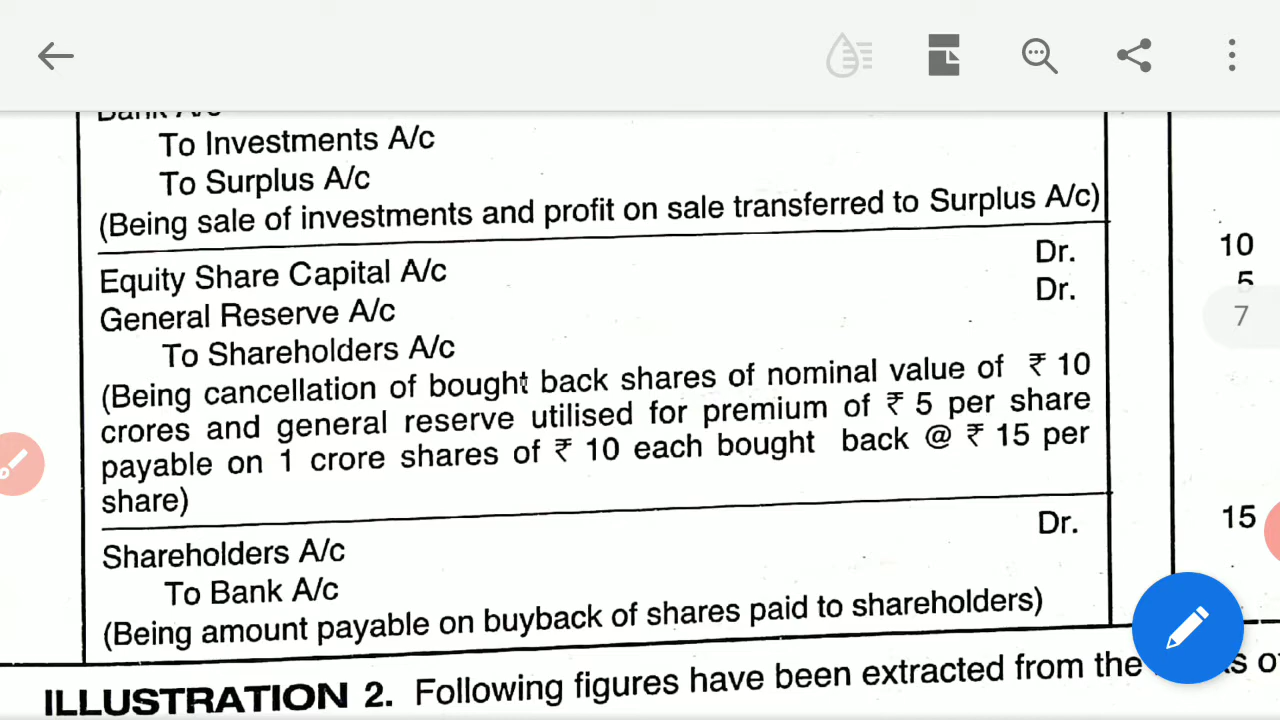 Bank A/c
To Investments A/c
To Surplus A/c
(Being sale of investments and profit on sale transferred to Surplus A/c)
Equity Share Capital A/c Dr. 10
General Reserve A/c Dr. 5
To Shareholders A/c
7
(Being cancellation of bought back shares of nominal value of ₹ 10
crores and general reserve utilised for premium of ₹ 5 per share
payable on 1 crore shares of ₹ 10 each bought back @ ₹ 15 per
share)
Shareholders A/c Dr. 15
To Bank A/c
(Being amount payable on buyback of shares paid to shareholders)
ILLUSTRATION 2. Following figures have been extracted from the